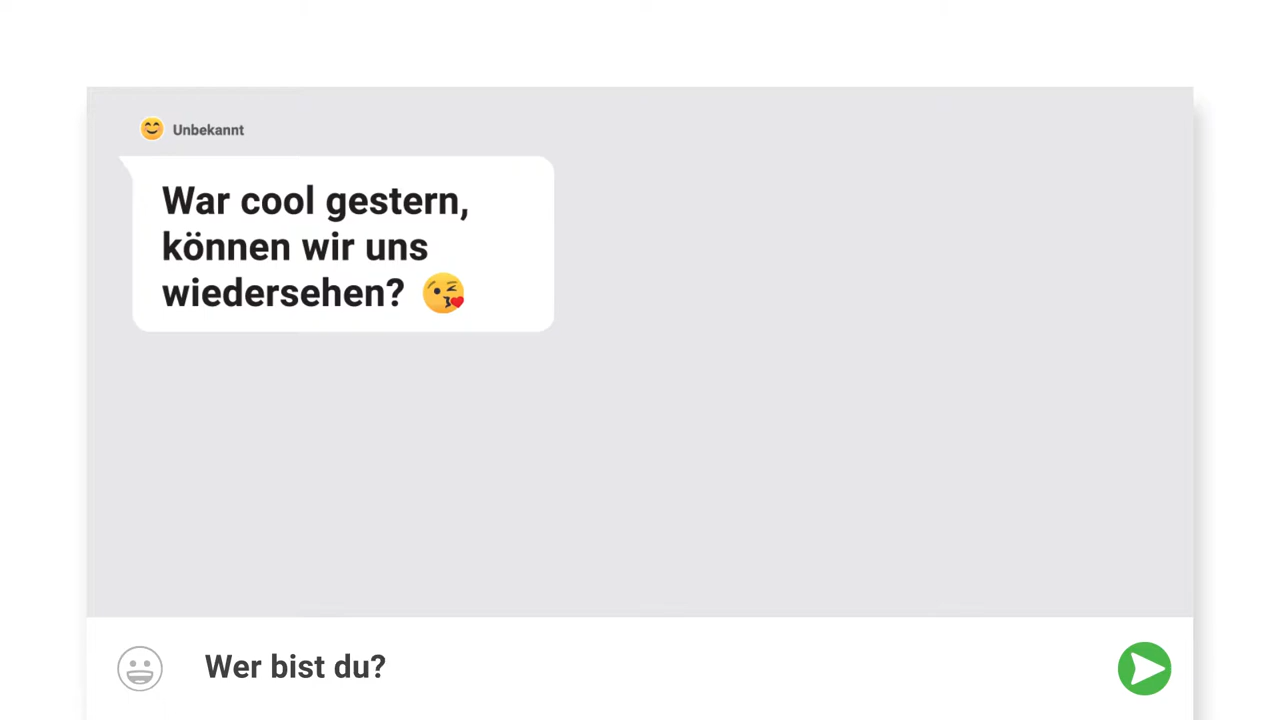 Unbekannt
War cool gestern,
können wir uns
wiedersehen? 😘
Wer bist du?